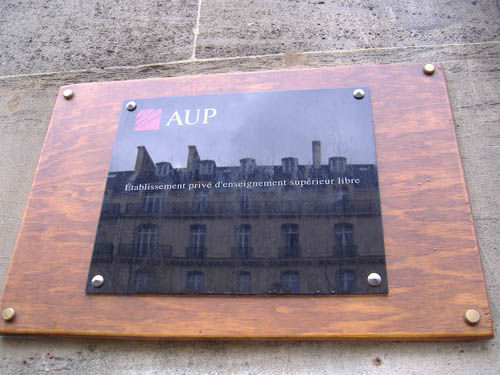 AUP
Établissement privé d'enseignement supérieur libre